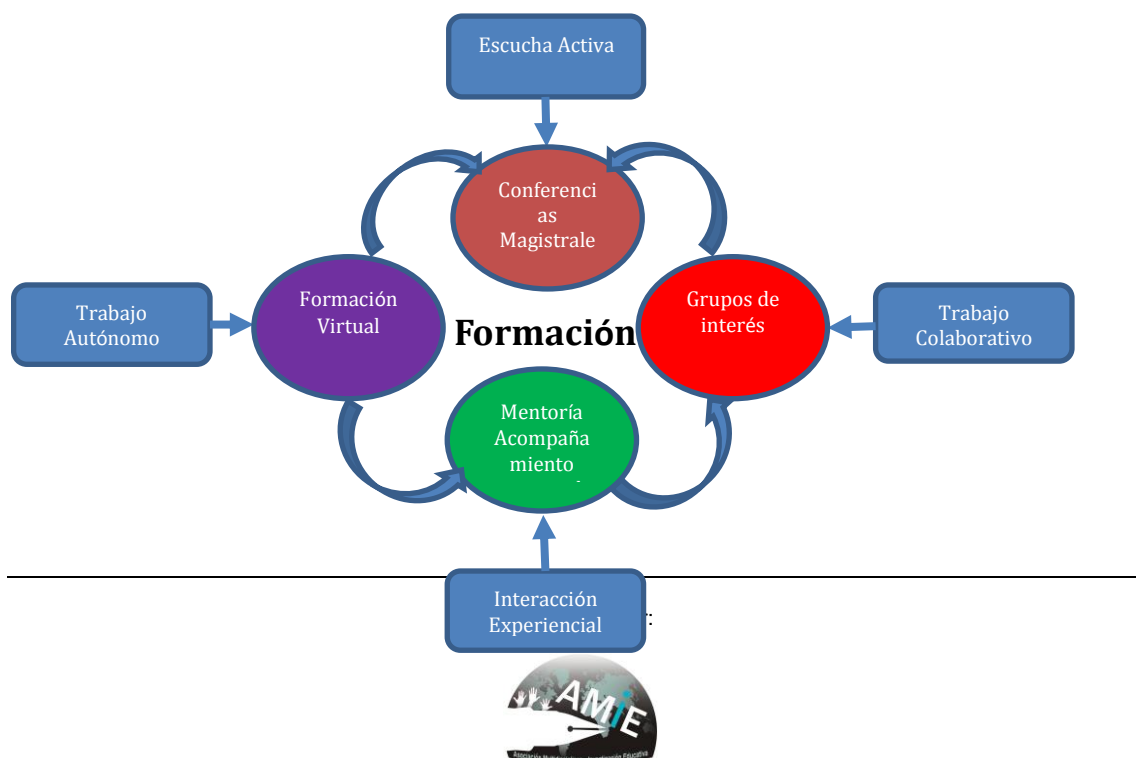 Escucha Activa
Conferenci
as
Magistrale
Formación
Virtual
Grupos de
interés
Trabajo
Autónomo
Formación
Trabajo
Colaborativo
Mentoría
Acompaña
miento
Interacción
Experiencial
AMiE